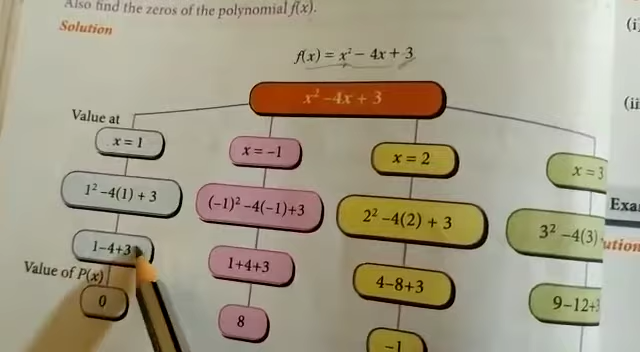 Also find the zeros of the polynomial f(x).
Solution
f(x) = x² − 4x + 3
x² −4x + 3
Value at
x = 1
x = −1
x = 2
x = 3
1² −4(1) + 3
(−1)² −4(−1)+3
2² −4(2) + 3
3² −4(3)
1−4+3
1+4+3
4−8+3
9−12+3
Value of P(x)
0
8
−1
(i
(ii
Exa
ution